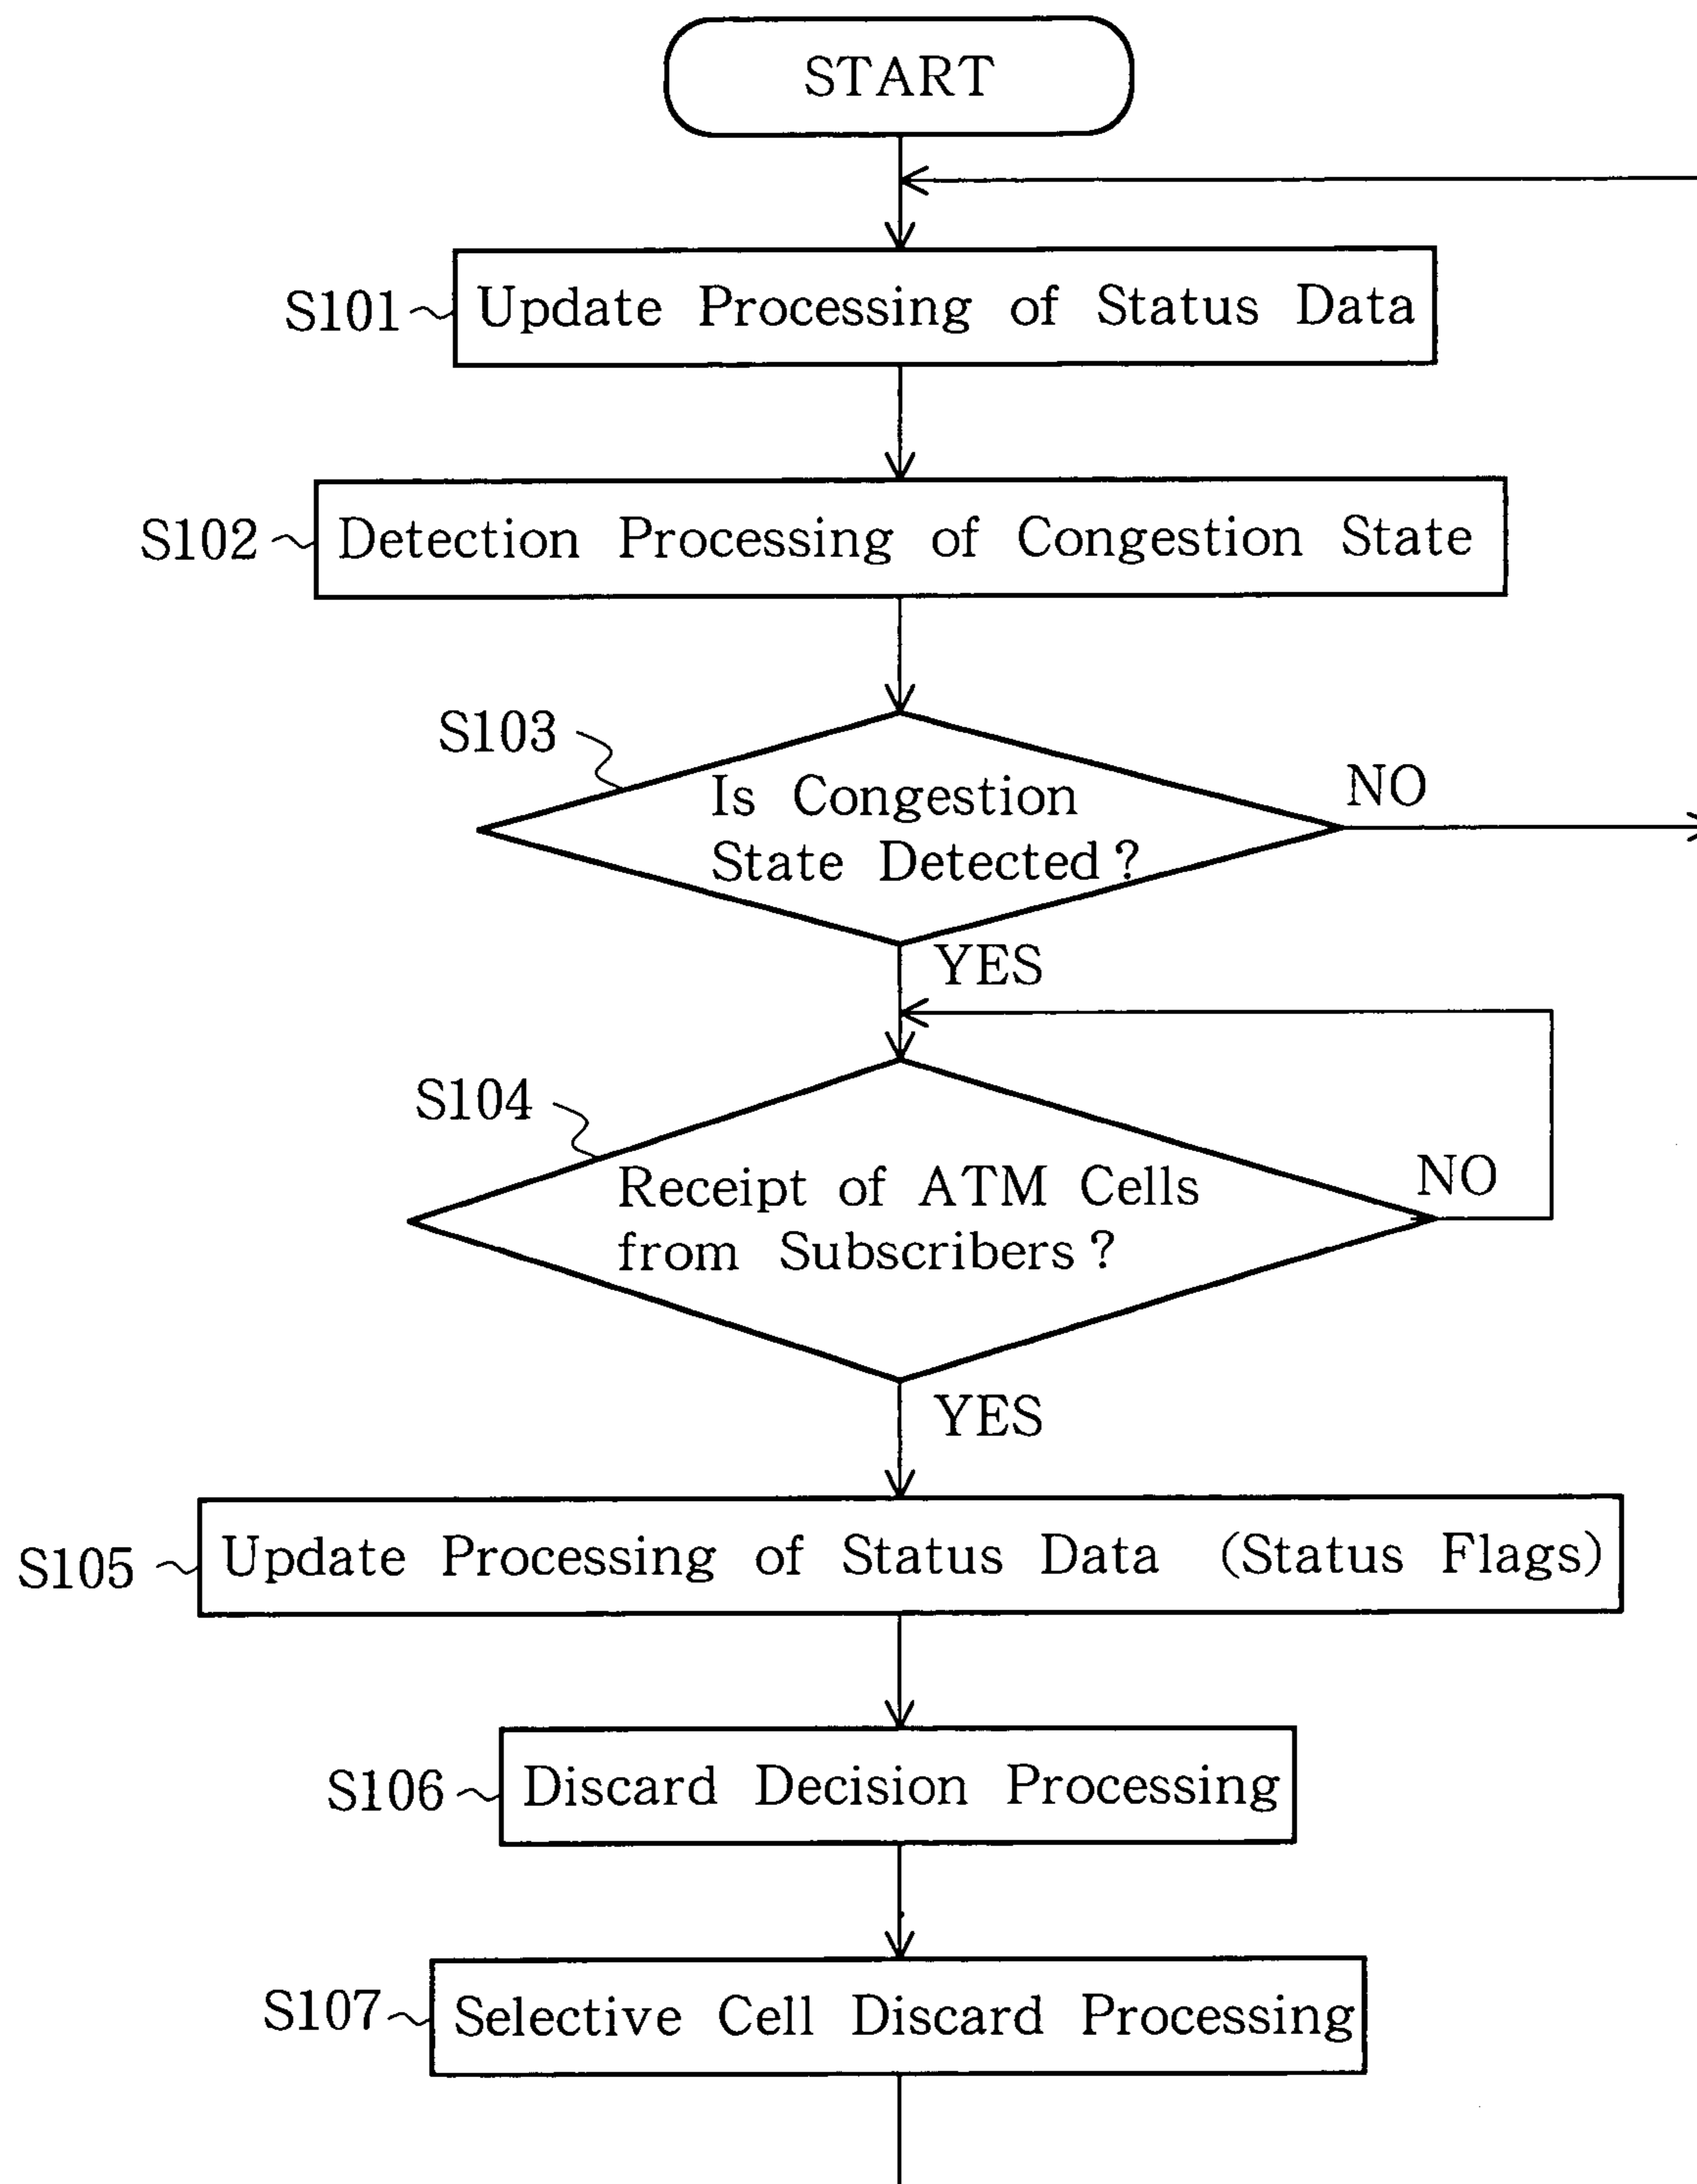 START
S101
Update Processing of Status Data
S102
Detection Processing of Congestion State
S103
Is Congestion
State Detected?
NO
YES
S104
Receipt of ATM Cells
from Subscribers?
NO
YES
S105
Update Processing of Status Data (Status Flags)
S106
Discard Decision Processing
S107
Selective Cell Discard Processing